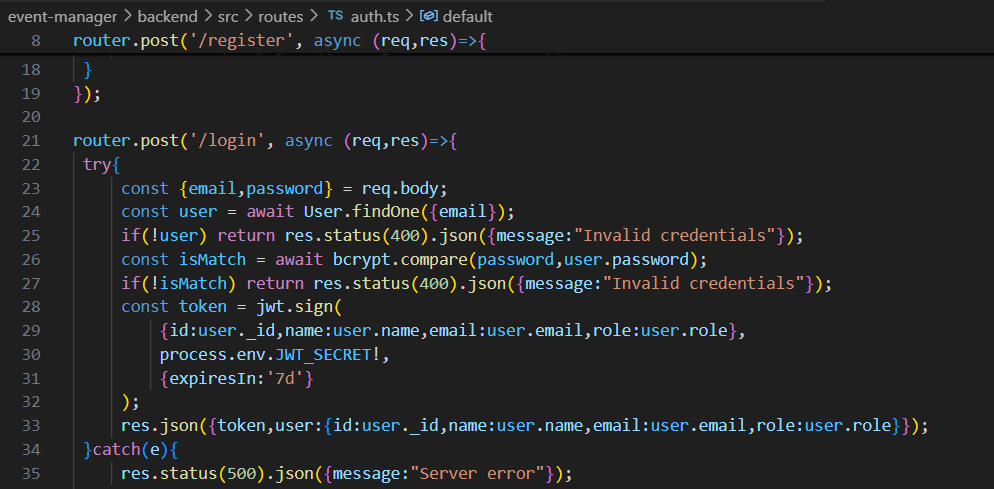 event-manager > backend > src > routes > TS auth.ts > default
8 router.post('/register', async (req,res)=>{
18 }
19 });
20
21 router.post('/login', async (req,res)=>{
22 try{
23 const {email,password} = req.body;
24 const user = await User.findOne({email});
25 if(!user) return res.status(400).json({message:"Invalid credentials"});
26 const isMatch = await bcrypt.compare(password,user.password);
27 if(!isMatch) return res.status(400).json({message:"Invalid credentials"});
28 const token = jwt.sign(
29 {id:user._id,name:user.name,email:user.email,role:user.role},
30 process.env.JWT_SECRET!,
31 {expiresIn:'7d'}
32 );
33 res.json({token,user:{id:user._id,name:user.name,email:user.email,role:user.role}});
34 }catch(e){
35 res.status(500).json({message:"Server error"});